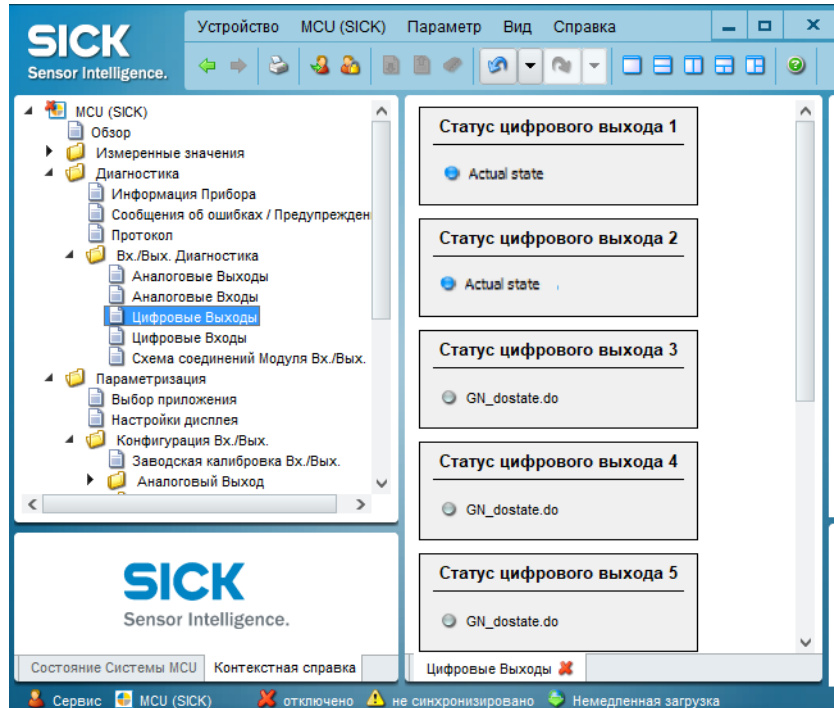 SICK
Sensor Intelligence.
Устройство MCU (SICK) Параметр Вид Справка
MCU (SICK)
Обзор
Измеренные значения
Диагностика
Информация Прибора
Сообщения об ошибках / Предупрежден
Протокол
Вх./Вых. Диагностика
Аналоговые Выходы
Аналоговые Входы
Цифровые Выходы
Цифровые Входы
Схема соединений Модуля Вх./Вых.
Параметризация
Выбор приложения
Настройки дисплея
Конфигурация Вх./Вых.
Заводская калибровка Вх./Вых.
Аналоговый Выход
SICK
Sensor Intelligence.
Состояние Системы MCU Контекстная справка
Статус цифрового выхода 1
Actual state
Статус цифрового выхода 2
Actual state
Статус цифрового выхода 3
GN_dostate.do
Статус цифрового выхода 4
GN_dostate.do
Статус цифрового выхода 5
GN_dostate.do
Цифровые Выходы
Сервис MCU (SICK) отключено не синхронизировано Немедленная загрузка